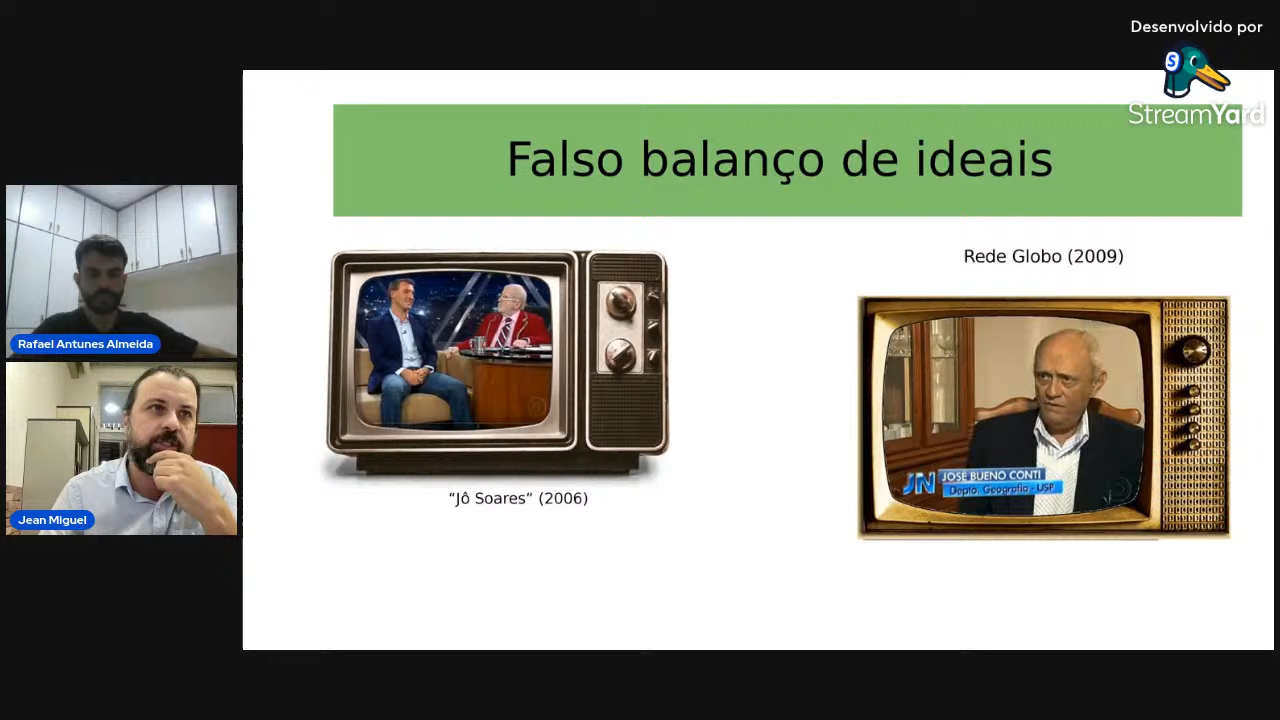 Desenvolvido por
S
StreamYard
Falso balanço de ideais
Rede Globo (2009)
Rafael Antunes Almeida
JN
JOSÉ BUENO CONTI
Depto. Geografia - USP
“Jô Soares” (2006)
Jean Miguel